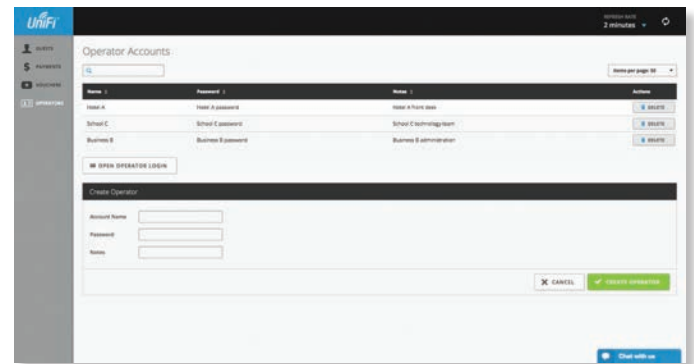 UniFi
REFRESH RATE
2 minutes
GUESTS
PAYMENTS
VOUCHERS
OPERATORS
Operator Accounts
Items per page: 50
Name Password Notes Actions
Hotel A Hotel A password Hotel A front desk DELETE
School C School C password School C technology team DELETE
Business B Business B password Business B administration DELETE
OPEN OPERATOR LOGIN
Create Operator
Account Name
Password
Notes
CANCEL CREATE OPERATOR
Chat with us